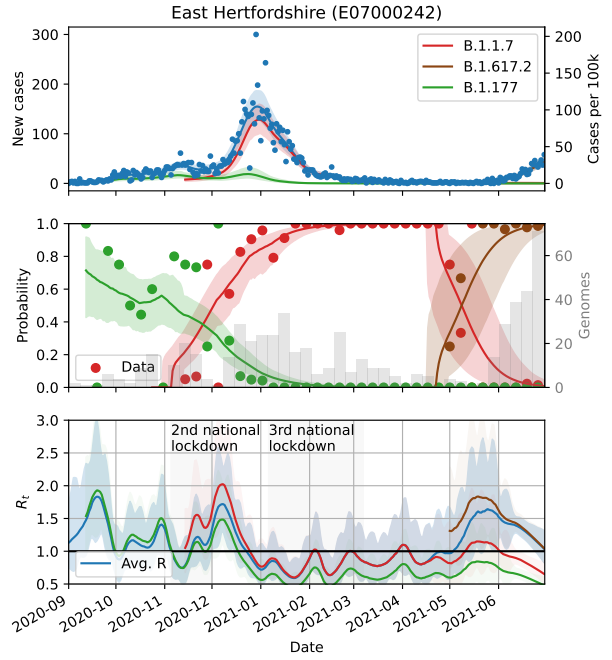 East Hertfordshire (E07000242)
300
200
100
0
New cases
200
150
100
50
0
Cases per 100k
B.1.1.7
B.1.617.2
B.1.177
1.0
0.8
0.6
0.4
0.2
0.0
Probability
60
40
20
0
Genomes
Data
3.0
2.5
2.0
1.5
1.0
0.5
Rt
2nd national
lockdown
3rd national
lockdown
Avg. R
2020-09
2020-10
2020-11
2020-12
2021-01
2021-02
2021-03
2021-04
2021-05
2021-06
Date